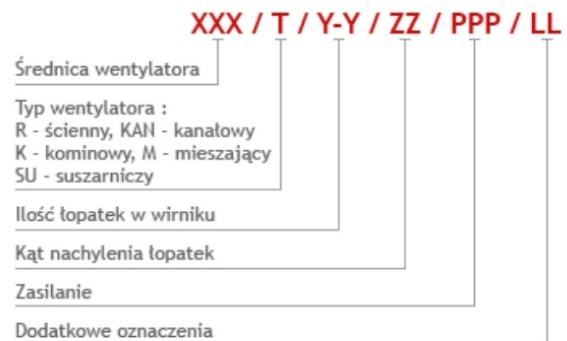 XXX / T / Y-Y / ZZ / PPP / LL
Średnica wentylatora
Typ wentylatora :
R - ścienny, KAN - kanałowy
K - kominowy, M - mieszający
SU - suszarniczy
Ilość łopatek w wirniku
Kąt nachylenia łopatek
Zasilanie
Dodatkowe oznaczenia